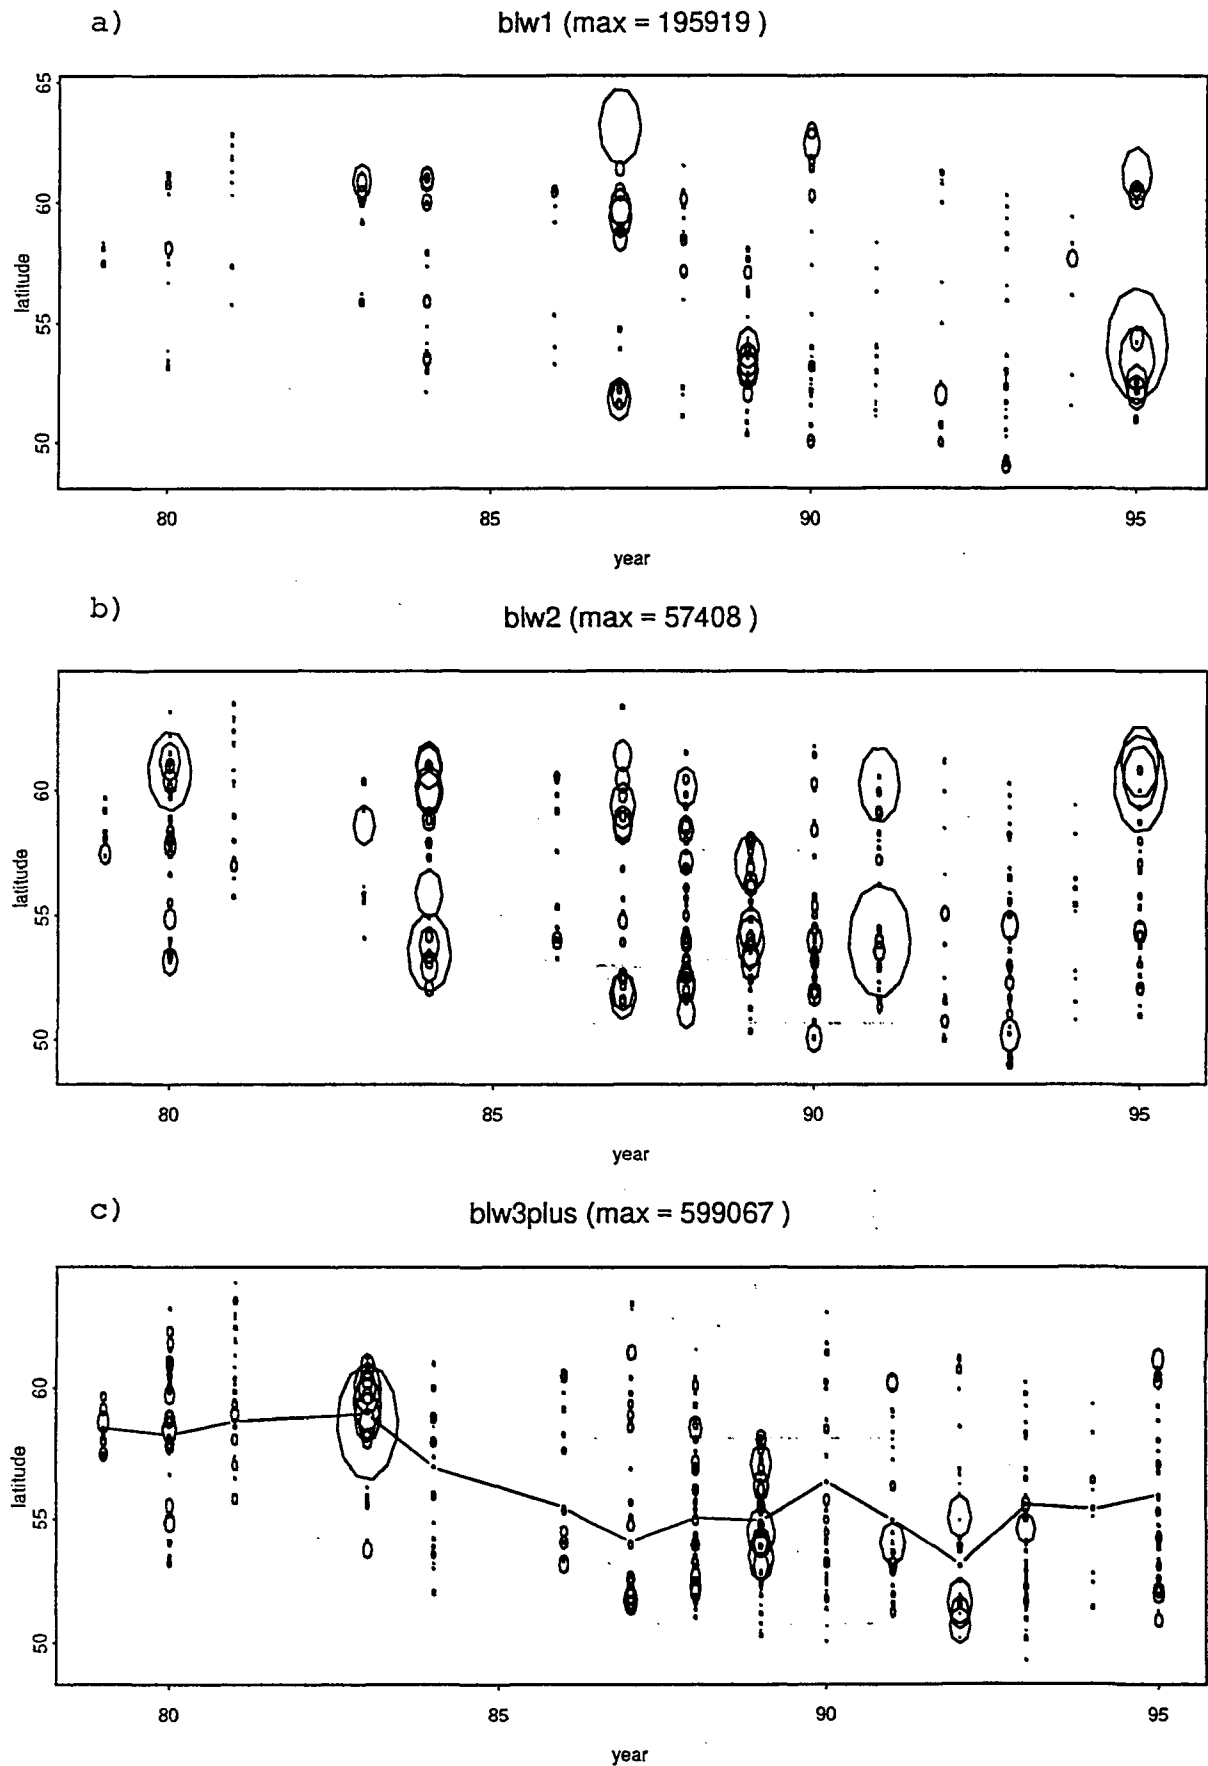 a)
blw1 (max = 195919 )
latitude
65
60
55
50
80 85 90 95
year
b)
blw2 (max = 57408 )
latitude
60
55
50
80 85 90 95
year
c)
blw3plus (max = 599067 )
latitude
60
55
50
80 85 90 95
year